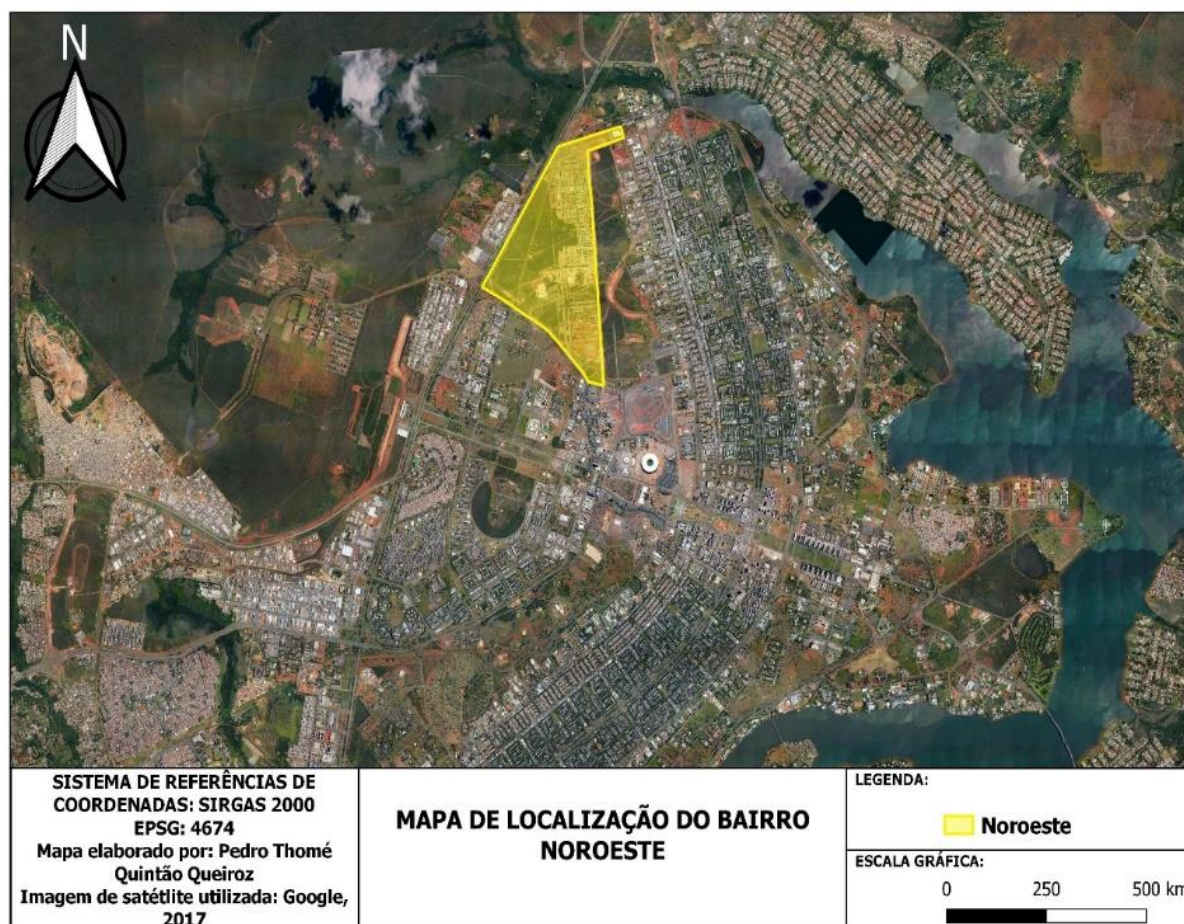 N
SISTEMA DE REFERÊNCIAS DE
COORDENADAS: SIRGAS 2000
EPSG: 4674
Mapa elaborado por: Pedro Thomé
Quintão Queiroz
Imagem de satétlite utilizada: Google,
2017
MAPA DE LOCALIZAÇÃO DO BAIRRO
NOROESTE
LEGENDA:
Noroeste
ESCALA GRÁFICA:
0 250 500 km